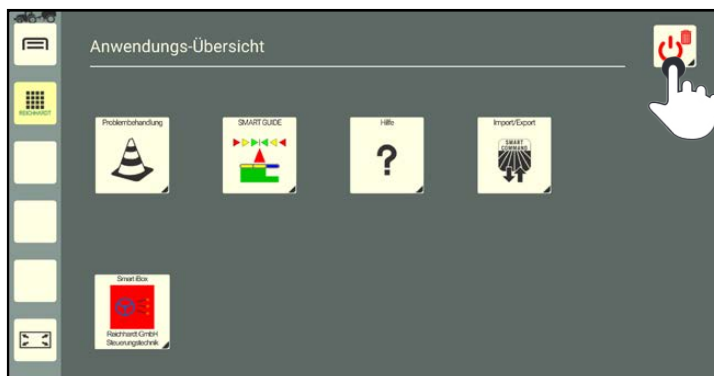 Anwendungs-Übersicht
REICHHARDT
Problembehandlung
SMART GUIDE
Hilfe
Import/Export
?
SMART
COMMAND
Smart iBox
Reichhardt GmbH
Steuerungstechnik